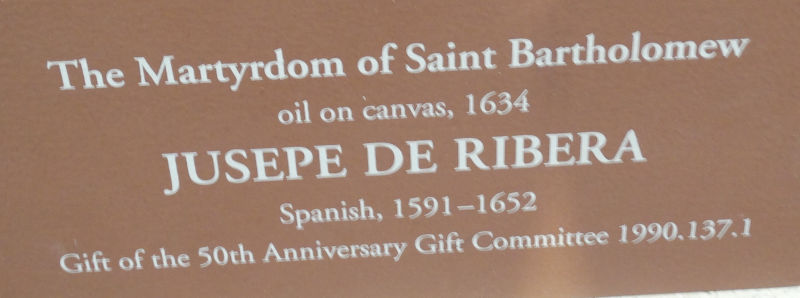 The Martyrdom of Saint Bartholomew
oil on canvas, 1634
JUSEPE DE RIBERA
Spanish, 1591–1652
Gift of the 50th Anniversary Gift Committee 1990.137.1